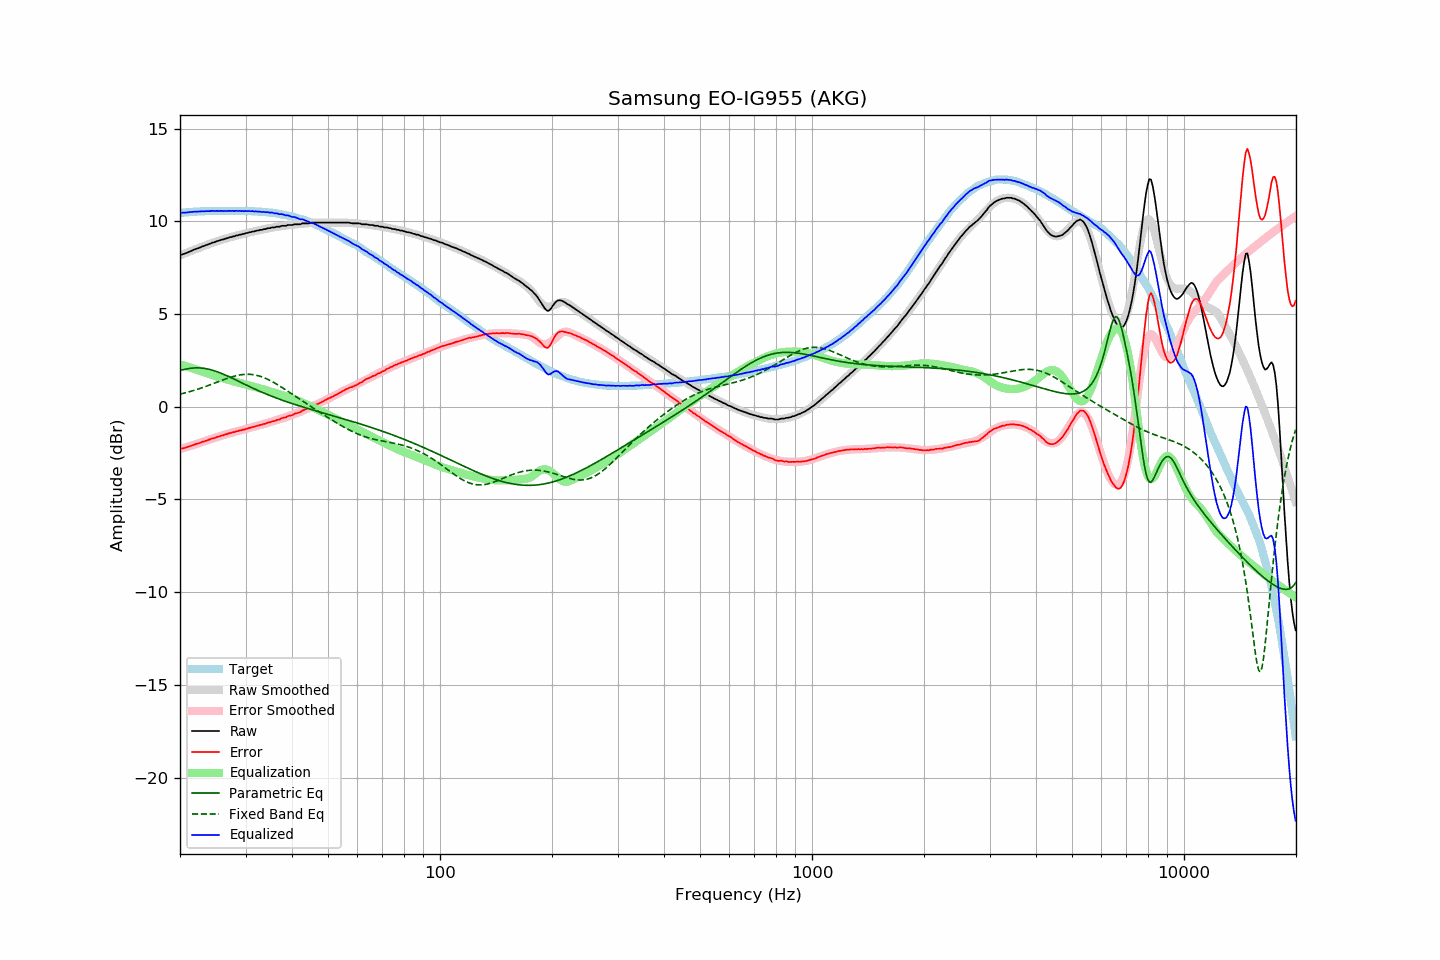 Samsung EO-IG955 (AKG)
15
10
5
0
−5
−10
−15
−20
Amplitude (dBr)
Target
Raw Smoothed
Error Smoothed
Raw
Error
Equalization
Parametric Eq
Fixed Band Eq
Equalized
100
1000
10000
Frequency (Hz)